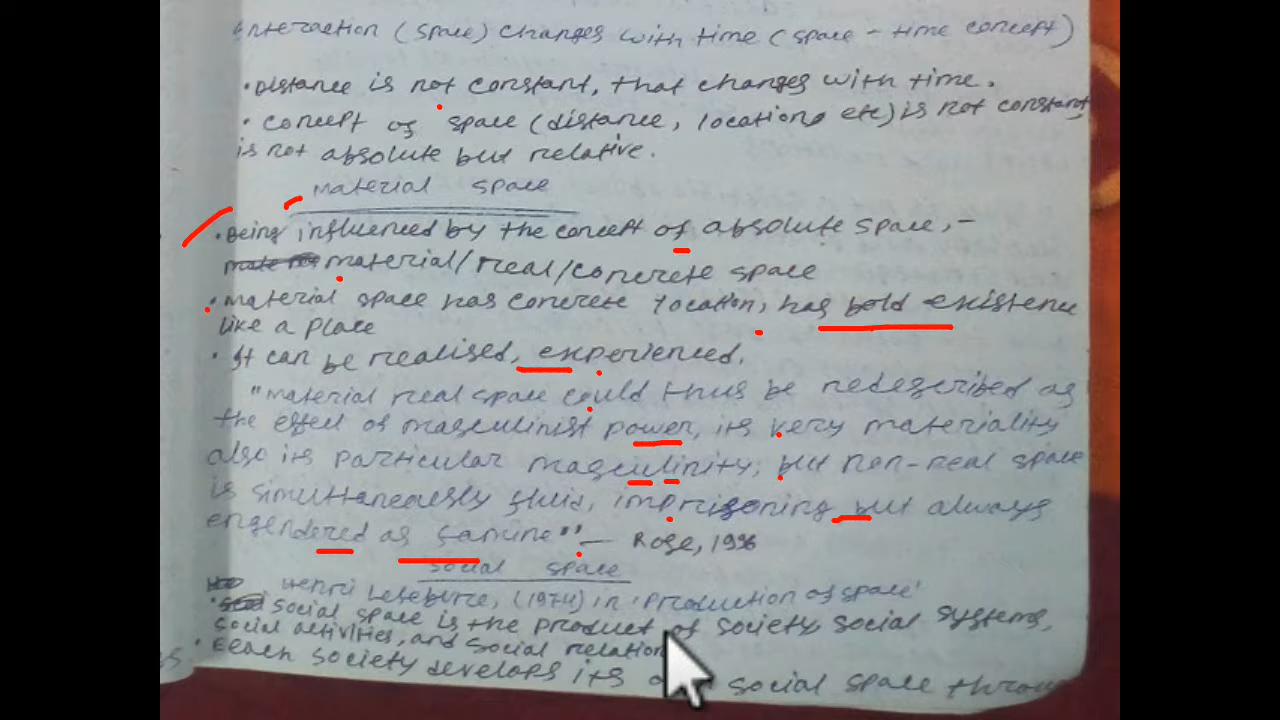 Interaction (space) changes with time (space - time concept)
• Distance is not constant, that changes with time.
• concept of space (distance, location, etc) is not constant,
is not absolute but relative.
material space
• Being influenced by the concept of absolute space, -
material/real/concrete space
• material space has concrete location, has bold existence
like a place
• It can be realised, experienced.
"material real space could thus be redescribed as
the effect of masculinist power, its very materiality
also its particular masculinity; but non-real space
is simultaneously fluid, imprisoning but always
engendered as famine" - Rose, 1996
social space
Henri Lefebvre, (1974) in 'production of space'
• social space is the product of society, social systems,
social activities, and social relation
• Each society develops its social space